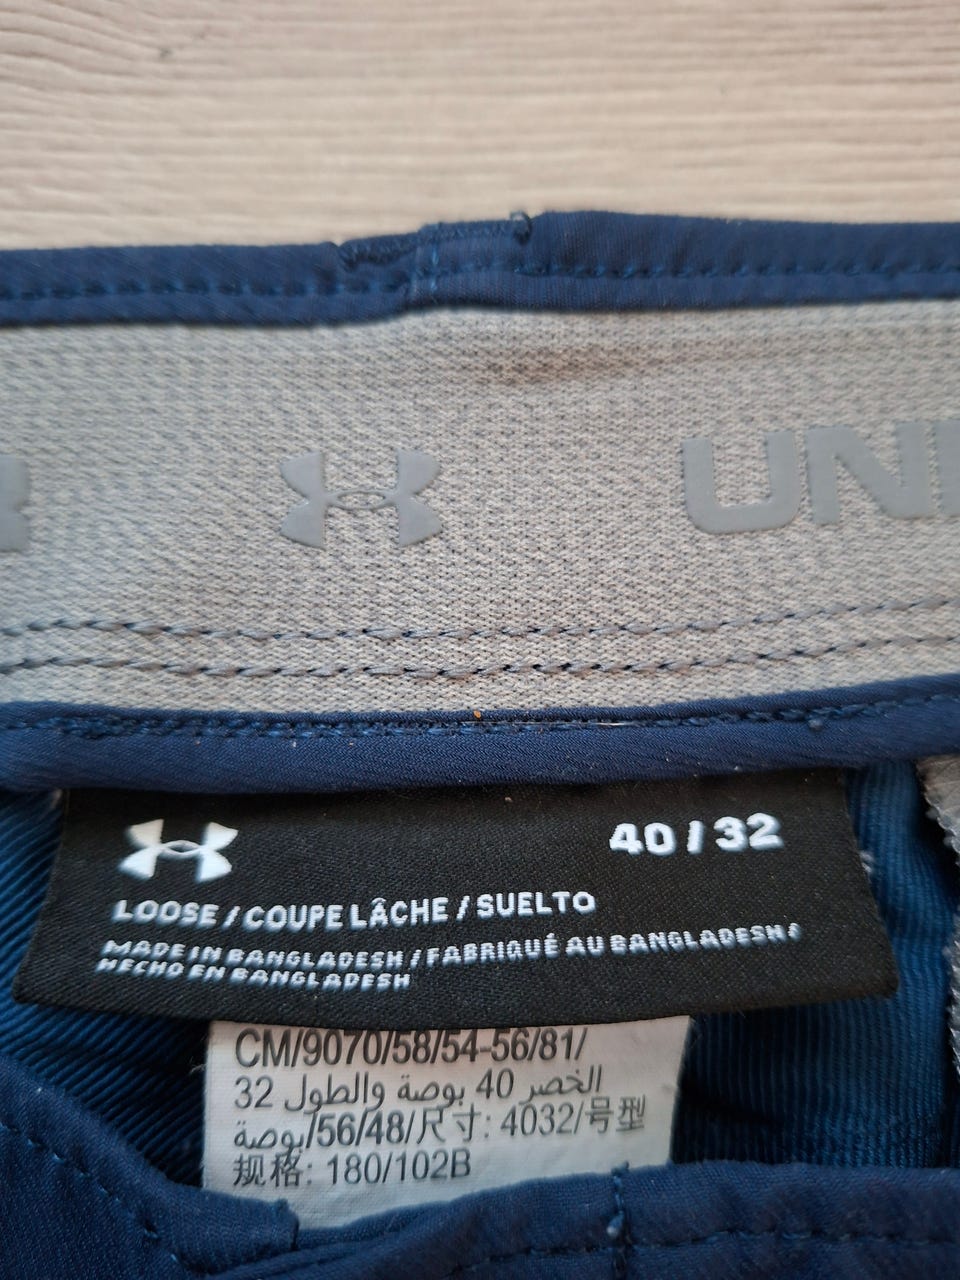 R
UNI
40 / 32
LOOSE / COUPE LÂCHE / SUELTO
MADE IN BANGLADESH / FABRIQUÉ AU BANGLADESH /
HECHO EN BANGLADESH
CM/9070/58/54-56/81/
الخصر 40 بوصة والطول 32
بوصة/56/48/尺寸: 4032/号型
规格: 180/102B